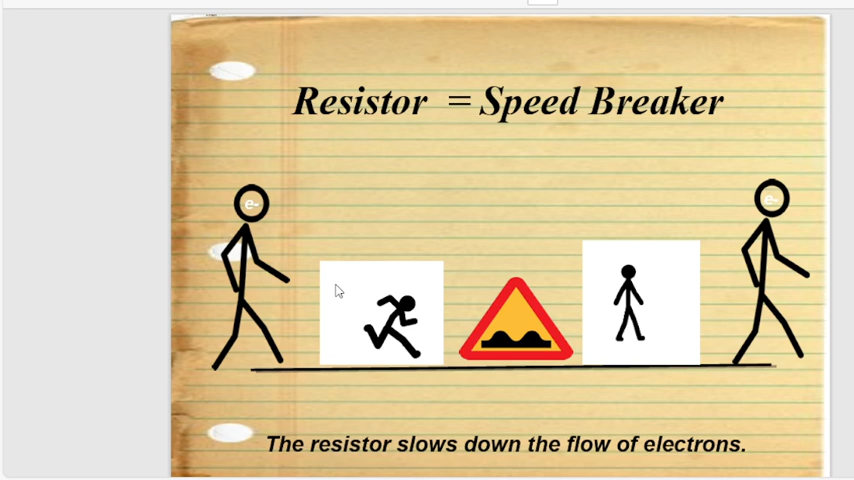 Resistor = Speed Breaker
e-
e-
The resistor slows down the flow of electrons.